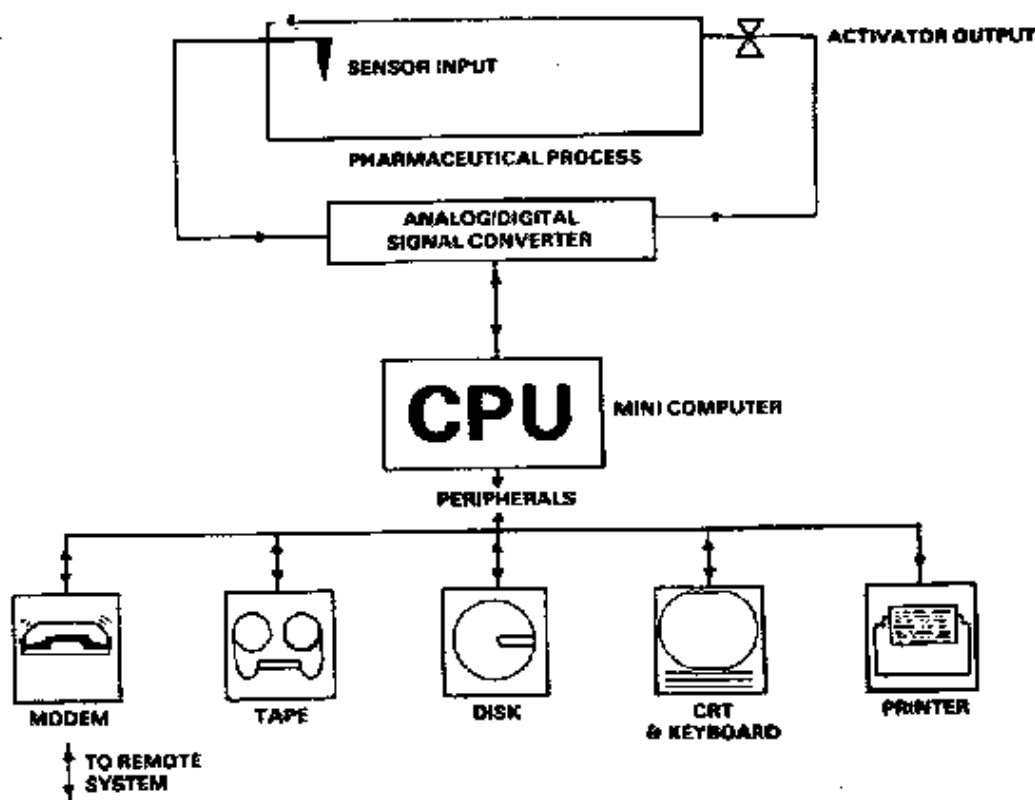 ACTIVATOR OUTPUT
SENSOR INPUT
PHARMACEUTICAL PROCESS
ANALOG/DIGITAL
SIGNAL CONVERTER
CPU
MINI COMPUTER
PERIPHERALS
MODEM
TAPE
DISK
CRT
& KEYBOARD
PRINTER
TO REMOTE
SYSTEM